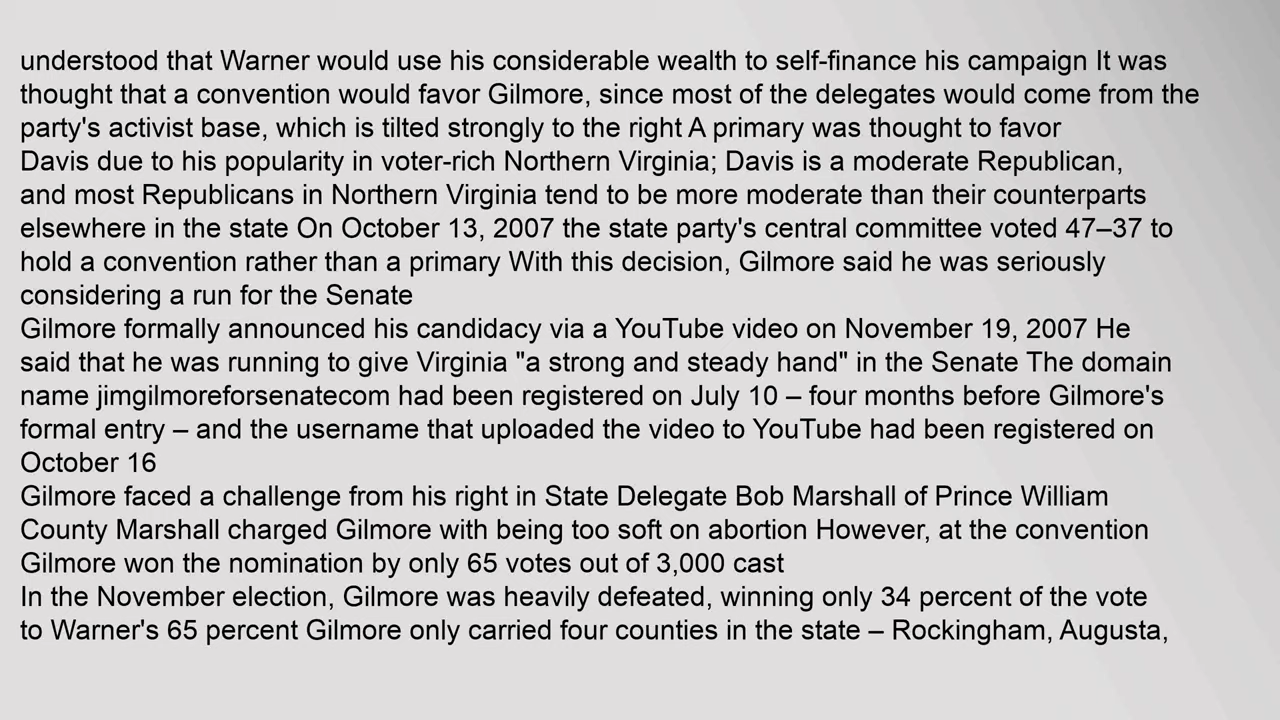 understood that Warner would use his considerable wealth to self-finance his campaign It was
thought that a convention would favor Gilmore, since most of the delegates would come from the
party's activist base, which is tilted strongly to the right A primary was thought to favor
Davis due to his popularity in voter-rich Northern Virginia; Davis is a moderate Republican,
and most Republicans in Northern Virginia tend to be more moderate than their counterparts
elsewhere in the state On October 13, 2007 the state party's central committee voted 47–37 to
hold a convention rather than a primary With this decision, Gilmore said he was seriously
considering a run for the Senate
Gilmore formally announced his candidacy via a YouTube video on November 19, 2007 He
said that he was running to give Virginia "a strong and steady hand" in the Senate The domain
name jimgilmoreforsenatecom had been registered on July 10 – four months before Gilmore's
formal entry – and the username that uploaded the video to YouTube had been registered on
October 16
Gilmore faced a challenge from his right in State Delegate Bob Marshall of Prince William
County Marshall charged Gilmore with being too soft on abortion However, at the convention
Gilmore won the nomination by only 65 votes out of 3,000 cast
In the November election, Gilmore was heavily defeated, winning only 34 percent of the vote
to Warner's 65 percent Gilmore only carried four counties in the state – Rockingham, Augusta,